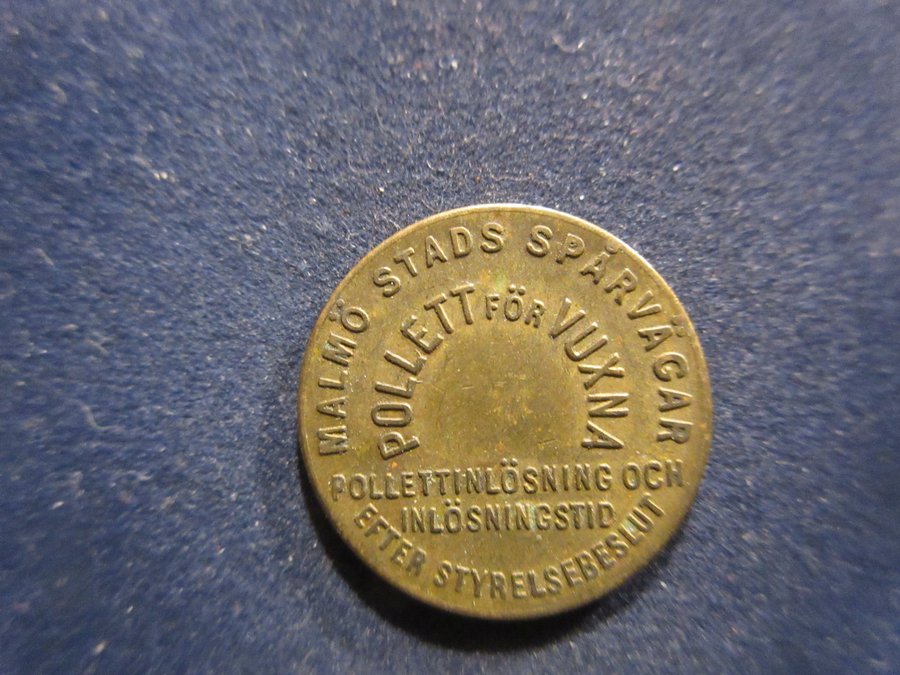 MALMÖ STADS SPÅRVÄGAR
POLLETT FÖR VUXNA
POLLETTINLÖSNING OCH
INLÖSNINGSTID
EFTER STYRELSEBESLUT